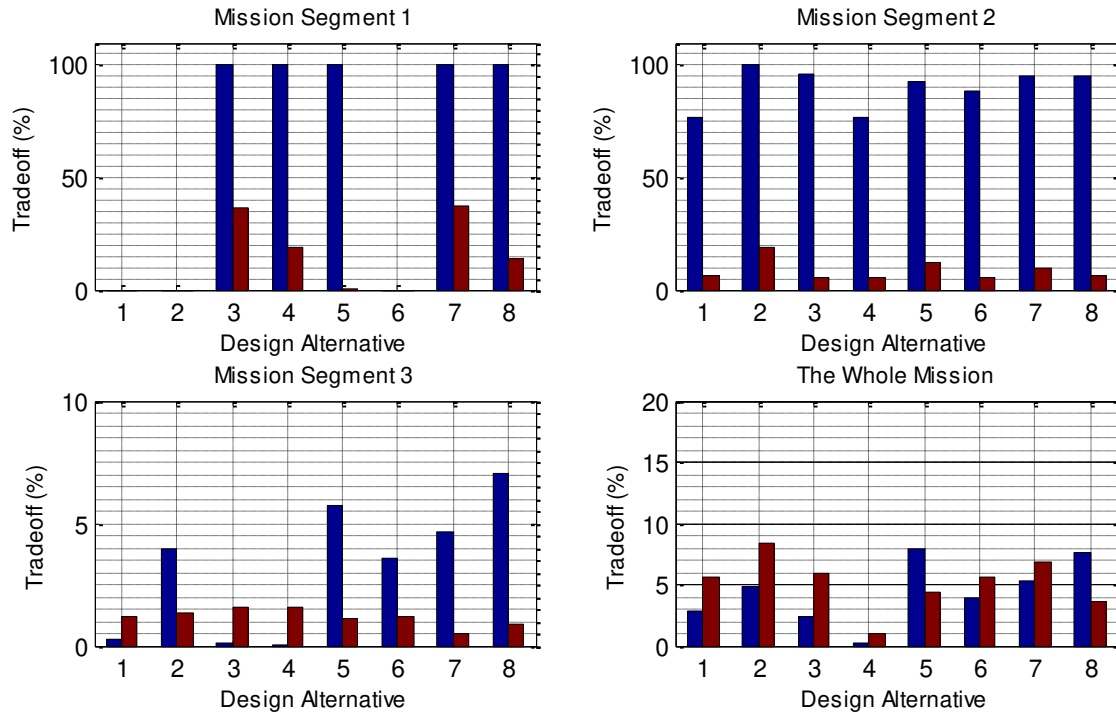 Mission Segment 1
Tradeoff (%)
100
50
0
1 2 3 4 5 6 7 8
Design Alternative
Mission Segment 2
Tradeoff (%)
100
50
0
1 2 3 4 5 6 7 8
Design Alternative
Mission Segment 3
Tradeoff (%)
10
5
0
1 2 3 4 5 6 7 8
Design Alternative
The Whole Mission
Tradeoff (%)
20
15
10
5
0
1 2 3 4 5 6 7 8
Design Alternative